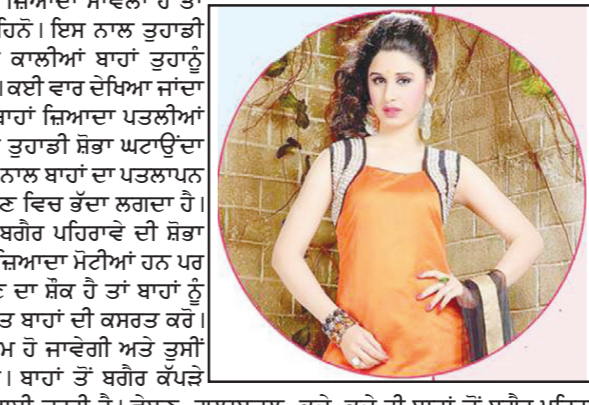 ਜ਼ਿਆਦਾ ਸਾਂਵਲਾ ਹੈ ਤਾਂ
ਹਿਨੋ। ਇਸ ਨਾਲ ਤੁਹਾਡੀ
ਕਾਲੀਆਂ ਬਾਹਾਂ ਤੁਹਾਨੂੰ
।ਕਈ ਵਾਰ ਦੇਖਿਆ ਜਾਂਦਾ
ਬਾਹਾਂ ਜ਼ਿਆਦਾ ਪਤਲੀਆਂ
ਤੁਹਾਡੀ ਸ਼ੋਭਾ ਘਟਾਉਂਦਾ
ਨਾਲ ਬਾਹਾਂ ਦਾ ਪਤਲਾਪਨ
ਣ ਵਿਚ ਭੱਦਾ ਲਗਦਾ ਹੈ।
ਬਗੈਰ ਪਹਿਰਾਵੇ ਦੀ ਸ਼ੋਭਾ
ਜ਼ਿਆਦਾ ਮੋਟੀਆਂ ਹਨ ਪਰ
ਣ ਦਾ ਸ਼ੌਕ ਹੈ ਤਾਂ ਬਾਹਾਂ ਨੂੰ
ਤ ਬਾਹਾਂ ਦੀ ਕਸਰਤ ਕਰੋ।
ਮ ਹੋ ਜਾਵੇਗੀ ਅਤੇ ਤੁਸੀਂ
। ਬਾਹਾਂ ਤੋਂ ਬਗੈਰ ਕੱਪੜੇ